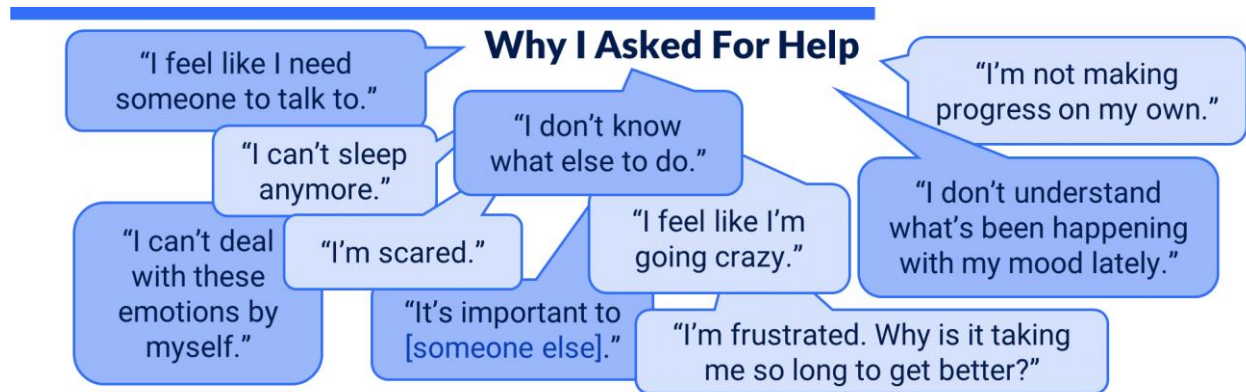 Why I Asked For Help
“I feel like I need
someone to talk to.”
“I’m not making
progress on my own.”
“I don’t know
what else to do.”
“I can’t sleep
anymore.”
“I don’t understand
what’s been happening
with my mood lately.”
“I feel like I’m
going crazy.”
“I’m scared.”
“I can’t deal
with these
emotions by
myself.”
“It’s important to
[someone else].”
“I’m frustrated. Why is it taking
me so long to get better?”